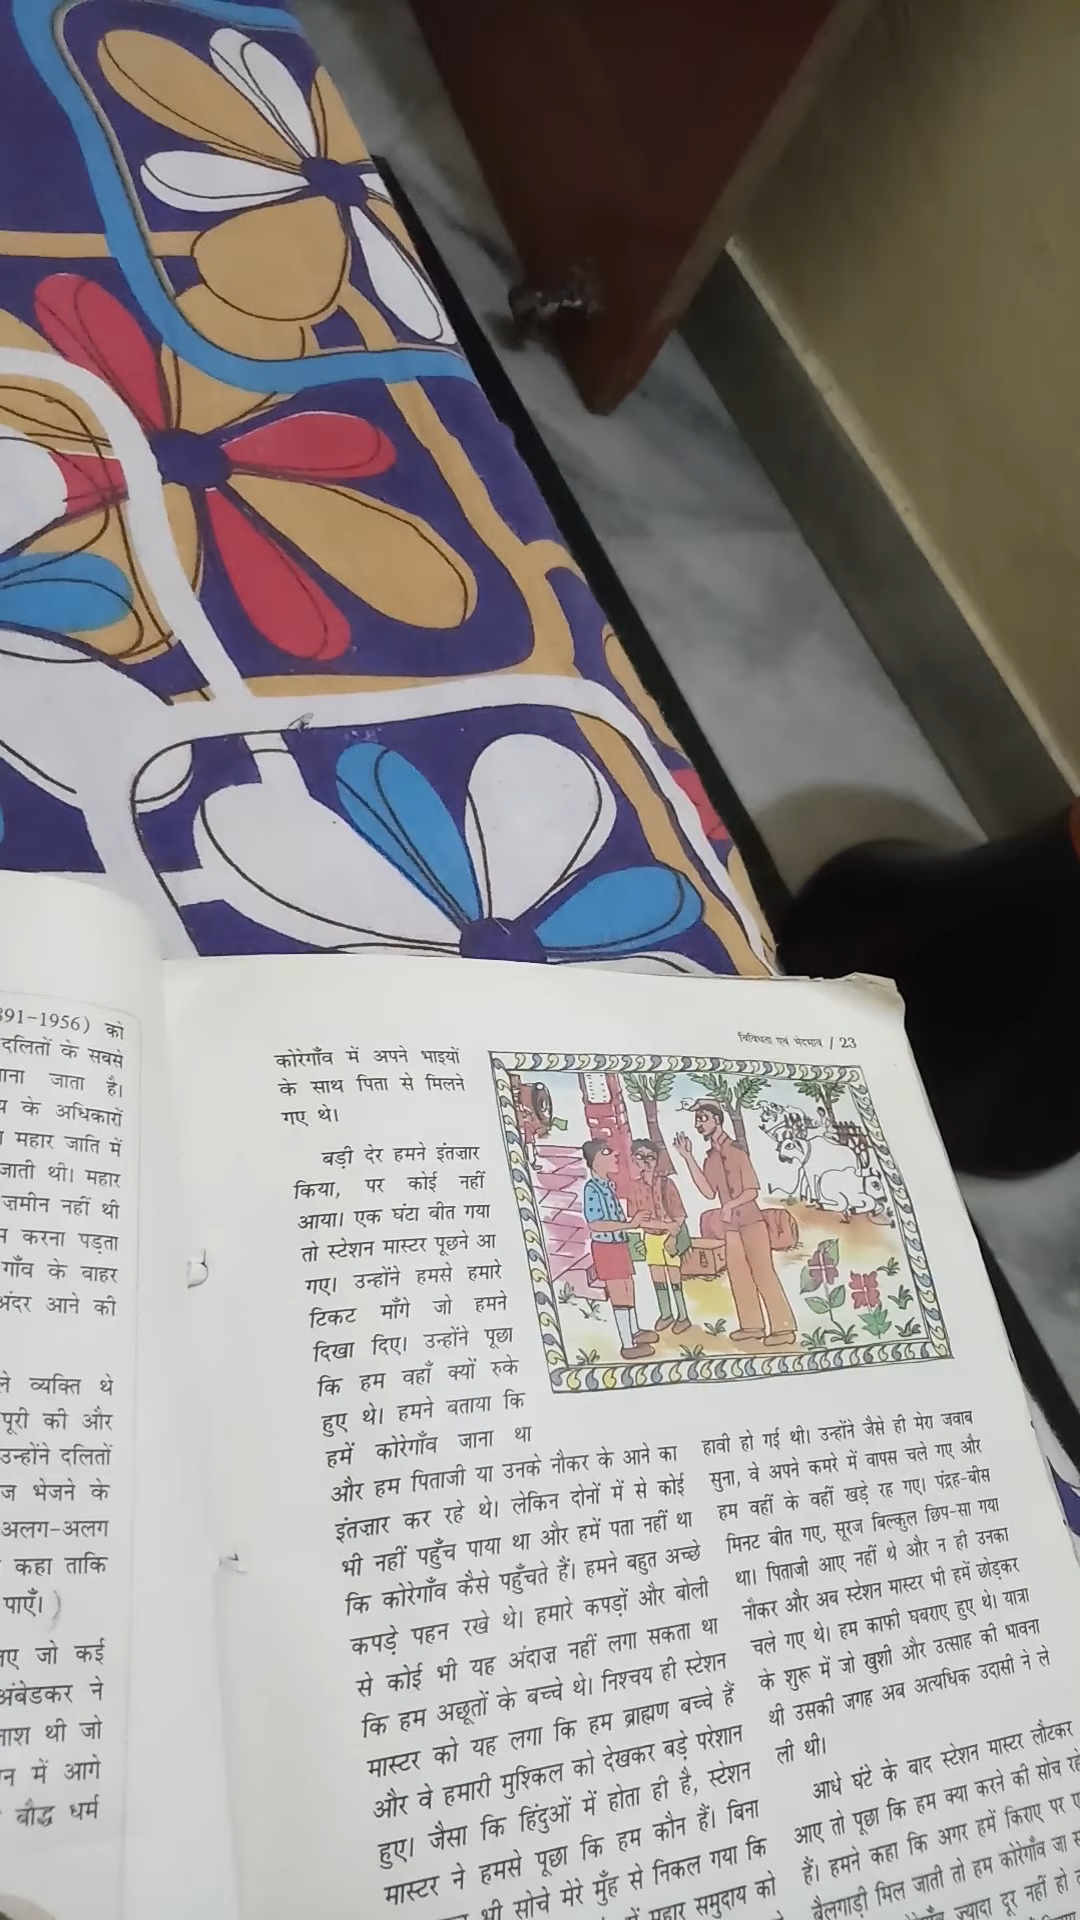 391-1956) को
दलितों के सबसे
जाता है।
के अधिकारों
महार जाति में
जाती थी। महार
ज़मीन नहीं थी
करना पड़ता
गाँव के बाहर
अंदर आने की
व्यक्ति थे
पूरी की और
उन्होंने दलितों
भेजने के
अलग-अलग
कहा ताकि
पाएँ।)
जो कई
अंबेडकर ने
थी जो
में आगे
बौद्ध धर्म
विविधता एवं भेदभाव / 23
कोरेगाँव में अपने भाइयों
के साथ पिता से मिलने
गए थे।
बड़ी देर हमने इंतज़ार
किया, पर कोई नहीं
आया। एक घंटा बीत गया
तो स्टेशन मास्टर पूछने आ
गए। उन्होंने हमसे हमारे
टिकट माँगे जो हमने
दिखा दिए। उन्होंने पूछा
कि हम वहाँ क्यों रुके
हुए थे। हमने बताया कि
हमें कोरेगाँव जाना था
और हम पिताजी या उनके नौकर के आने का
इंतज़ार कर रहे थे। लेकिन दोनों में से कोई
भी नहीं पहुँच पाया था और हमें पता नहीं था
कि कोरेगाँव कैसे पहुँचते हैं। हमने बहुत अच्छे
कपड़े पहन रखे थे। हमारे कपड़ों और बोली
से कोई भी यह अंदाज़ नहीं लगा सकता था
कि हम अछूतों के बच्चे थे। निश्चय ही स्टेशन
मास्टर को यह लगा कि हम ब्राह्मण बच्चे हैं
और वे हमारी मुश्किल को देखकर बड़े परेशान
हुए। जैसा कि हिंदुओं में होता ही है, स्टेशन
मास्टर ने हमसे पूछा कि हम कौन हैं। बिना
भी सोचे मेरे मुँह से निकल गया कि
महार समुदाय को
हावी हो गई थी। उन्होंने जैसे ही मेरा जवाब
सुना, वे अपने कमरे में वापस चले गए और
हम वहीं के वहीं खड़े रह गए। पंद्रह-बीस
मिनट बीत गए, सूरज बिल्कुल छिप-सा गया
था। पिताजी आए नहीं थे और न ही उनका
नौकर और अब स्टेशन मास्टर भी हमें छोड़कर
चले गए थे। हम काफी घबराए हुए थे। यात्रा
के शुरू में जो खुशी और उत्साह की भावना
थी उसकी जगह अब अत्यधिक उदासी ने ले
ली थी।
आधे घंटे के बाद स्टेशन मास्टर लौटकर
आए तो पूछा कि हम क्या करने की सोच
हैं। हमने कहा कि अगर हमें किराए पर
बैलगाड़ी मिल जाती तो हम कोरेगाँव जा
ज्यादा दूर नहीं हो